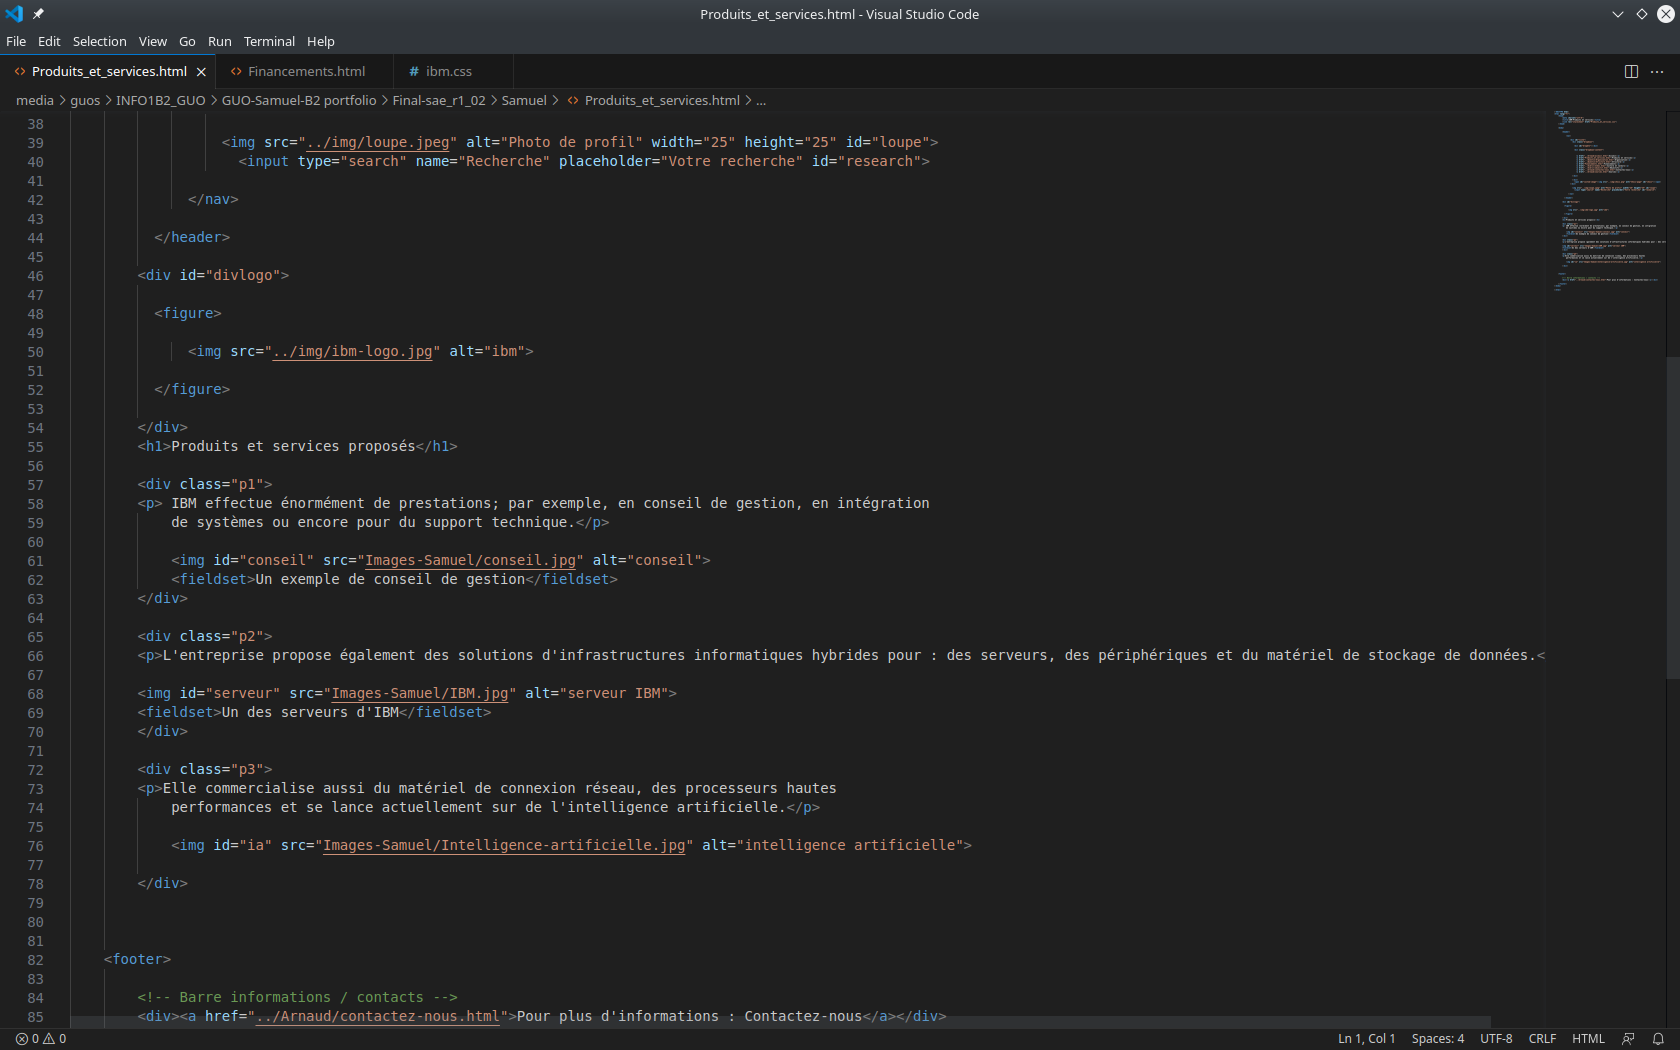 Produits_et_services.html - Visual Studio Code
File Edit Selection View Go Run Terminal Help
Produits_et_services.html Financements.html # ibm.css
media > guos > INFO1B2_GUO > GUO-Samuel-B2 portfolio > Final-sae_r1_02 > Samuel > Produits_et_services.html > ...
38
39 <img src="../img/loupe.jpeg" alt="Photo de profil" width="25" height="25" id="loupe">
40 <input type="search" name="Recherche" placeholder="Votre recherche" id="research">
41
42 </nav>
43
44 </header>
45
46 <div id="divlogo">
47
48 <figure>
49
50 <img src="../img/ibm-logo.jpg" alt="ibm">
51
52 </figure>
53
54 </div>
55 <h1>Produits et services proposés</h1>
56
57 <div class="p1">
58 <p> IBM effectue énormément de prestations; par exemple, en conseil de gestion, en intégration
59 de systèmes ou encore pour du support technique.</p>
60
61 <img id="conseil" src="Images-Samuel/conseil.jpg" alt="conseil">
62 <fieldset>Un exemple de conseil de gestion</fieldset>
63 </div>
64
65 <div class="p2">
66 <p>L'entreprise propose également des solutions d'infrastructures informatiques hybrides pour : des serveurs, des périphériques et du matériel de stockage de données.<
67
68 <img id="serveur" src="Images-Samuel/IBM.jpg" alt="serveur IBM">
69 <fieldset>Un des serveurs d'IBM</fieldset>
70 </div>
71
72 <div class="p3">
73 <p>Elle commercialise aussi du matériel de connexion réseau, des processeurs hautes
74 performances et se lance actuellement sur de l'intelligence artificielle.</p>
75
76 <img id="ia" src="Images-Samuel/Intelligence-artificielle.jpg" alt="intelligence artificielle">
77
78 </div>
79
80
81
82 <footer>
83
84 <!-- Barre informations / contacts -->
85 <div><a href="../Arnaud/contactez-nous.html">Pour plus d'informations : Contactez-nous</a></div>
0 0 Ln 1, Col 1 Spaces: 4 UTF-8 CRLF HTML